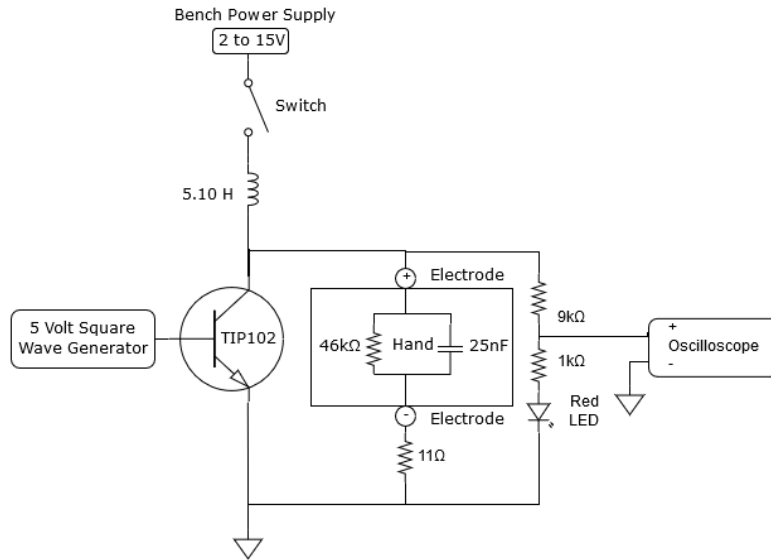 Bench Power Supply
2 to 15V
Switch
5.10 H
+
Electrode
5 Volt Square
Wave Generator
TIP102
46kΩ
Hand
25nF
9kΩ
+
Oscilloscope
-
1kΩ
-
Electrode
Red
LED
11Ω